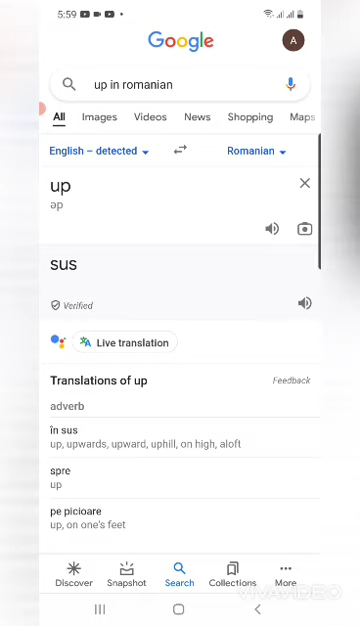 5:59
Google
A
up in romanian
All Images Videos News Shopping Maps
English – detected Romanian
up
əp
sus
Verified
Live translation
Translations of up Feedback
adverb
în sus
up, upwards, upward, uphill, on high, aloft
spre
up
pe picioare
up, on one's feet
Discover Snapshot Search Collections More
VIVAVIDEO